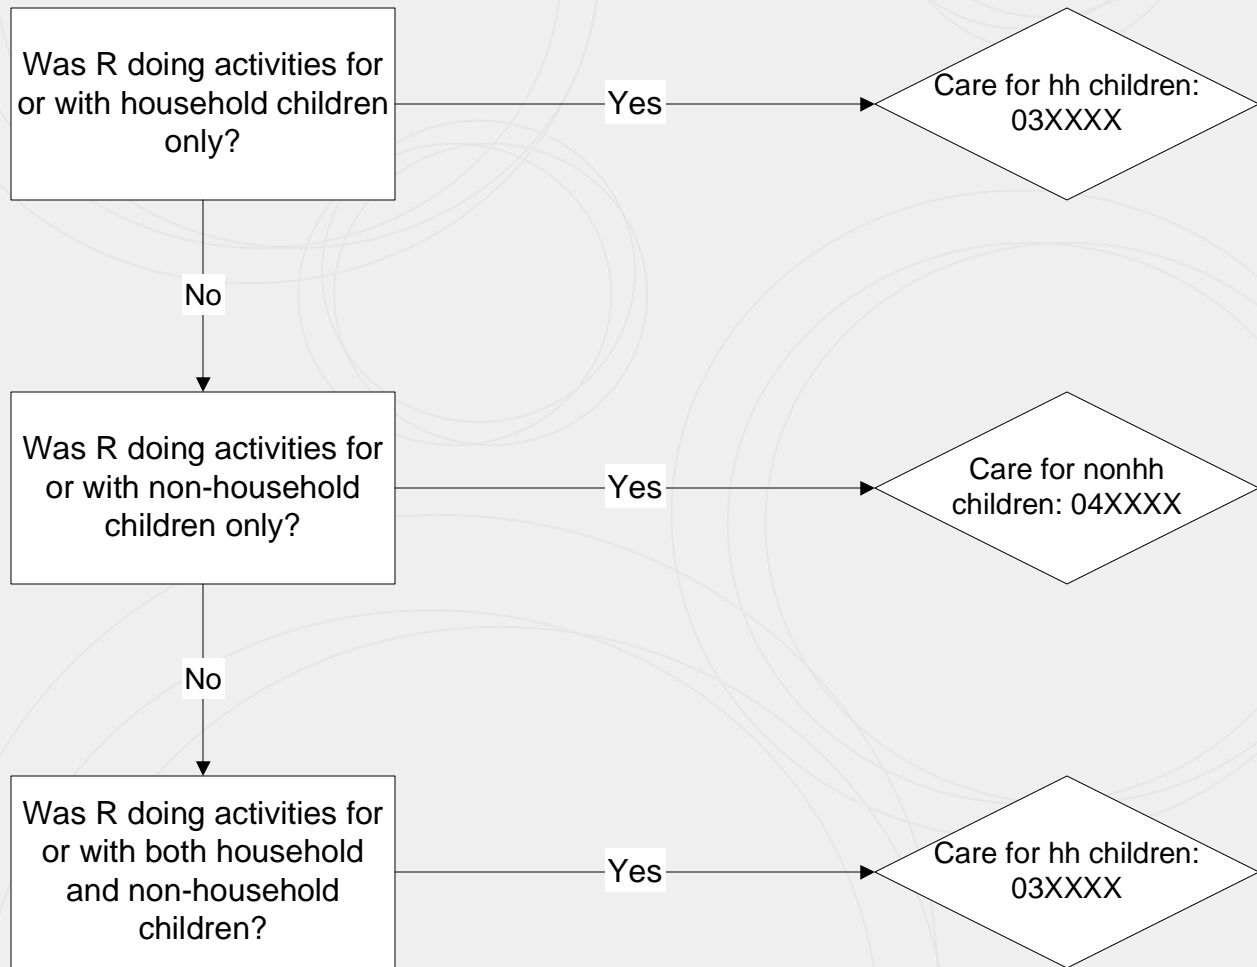 Was R doing activities for
or with household children
only?
Yes
Care for hh children:
03XXXX
No
Was R doing activities for
or with non-household
children only?
Yes
Care for nonhh
children: 04XXXX
No
Was R doing activities for
or with both household
and non-household
children?
Yes
Care for hh children:
03XXXX